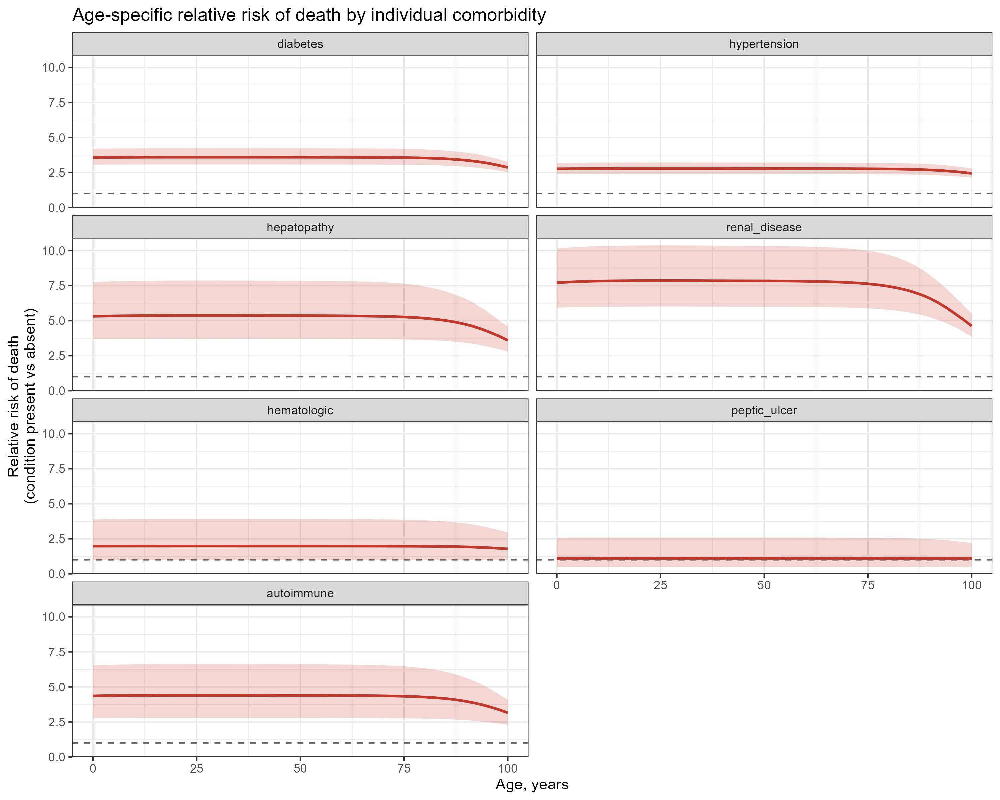 Age-specific relative risk of death by individual comorbidity
diabetes
hypertension
10.0
7.5
5.0
2.5
0.0
hepatopathy
renal_disease
10.0
7.5
5.0
2.5
0.0
hematologic
peptic_ulcer
10.0
7.5
5.0
2.5
0.0
0 25 50 75 100
autoimmune
10.0
7.5
5.0
2.5
0.0
0 25 50 75 100
Age, years
Relative risk of death
(condition present vs absent)